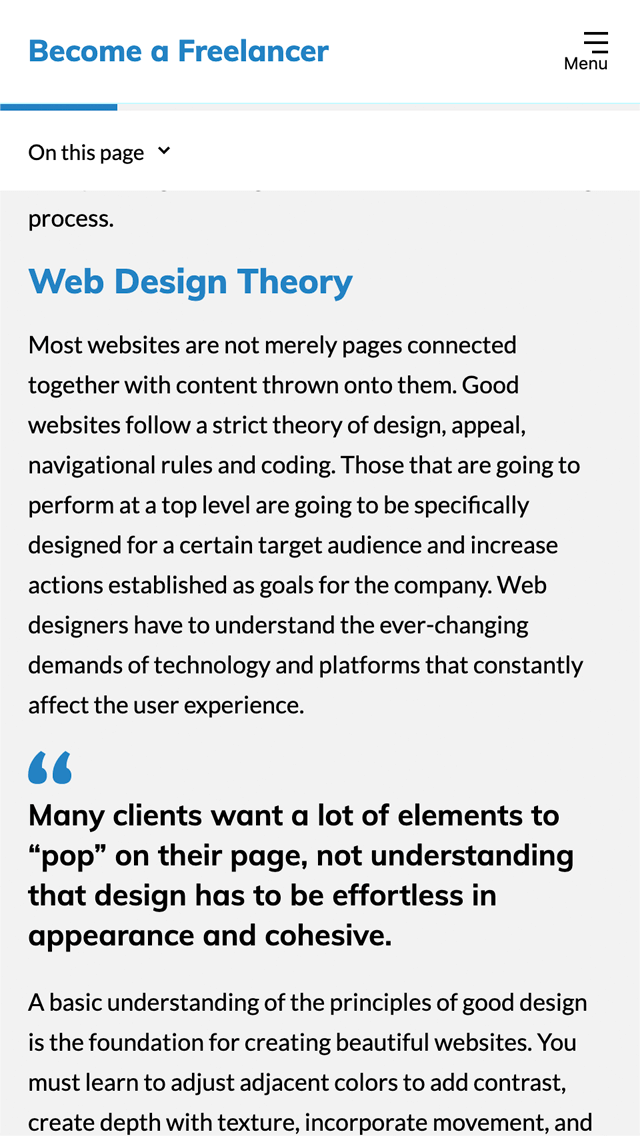 Become a Freelancer
Menu
On this page
process.
Web Design Theory
Most websites are not merely pages connected
together with content thrown onto them. Good
websites follow a strict theory of design, appeal,
navigational rules and coding. Those that are going to
perform at a top level are going to be specifically
designed for a certain target audience and increase
actions established as goals for the company. Web
designers have to understand the ever-changing
demands of technology and platforms that constantly
affect the user experience.
“
Many clients want a lot of elements to
“pop” on their page, not understanding
that design has to be effortless in
appearance and cohesive.
A basic understanding of the principles of good design
is the foundation for creating beautiful websites. You
must learn to adjust adjacent colors to add contrast,
create depth with texture, incorporate movement, and